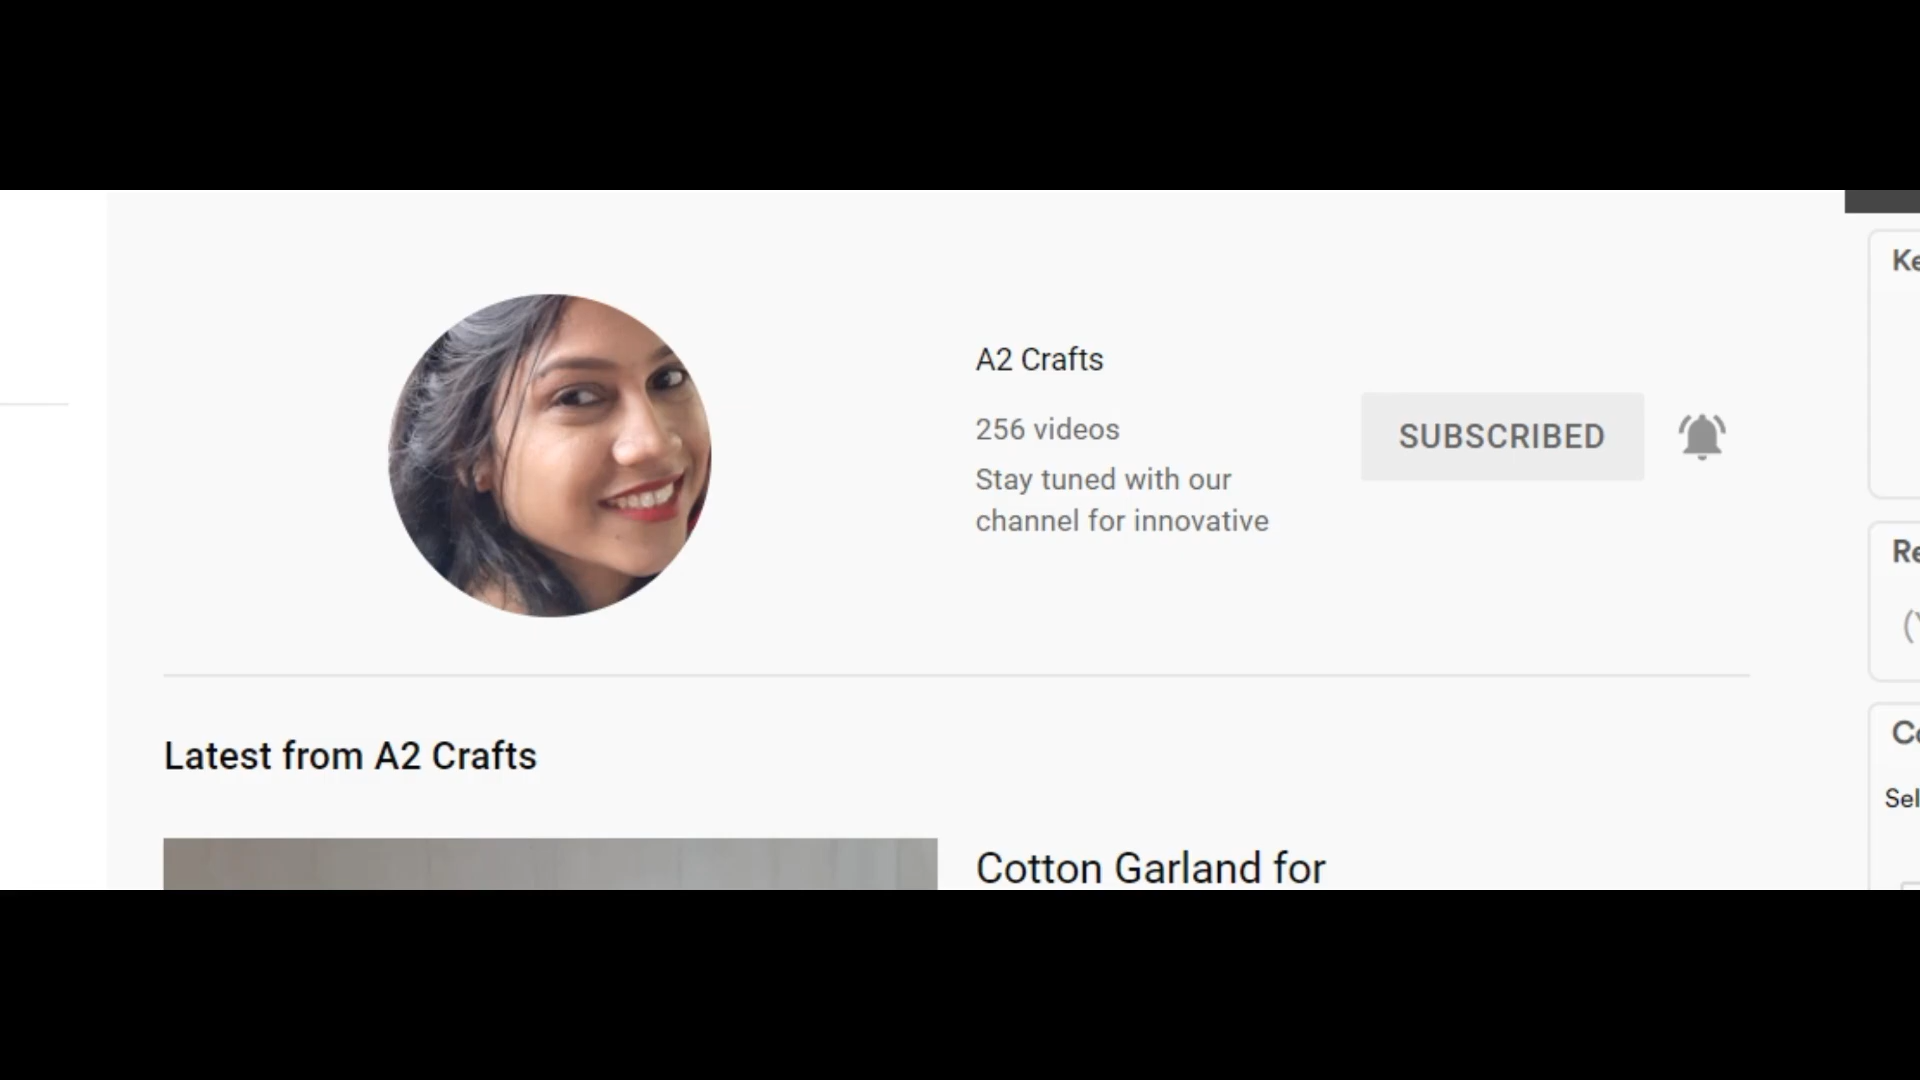 A2 Crafts
256 videos
SUBSCRIBED
Stay tuned with our
channel for innovative
Latest from A2 Crafts
Cotton Garland for